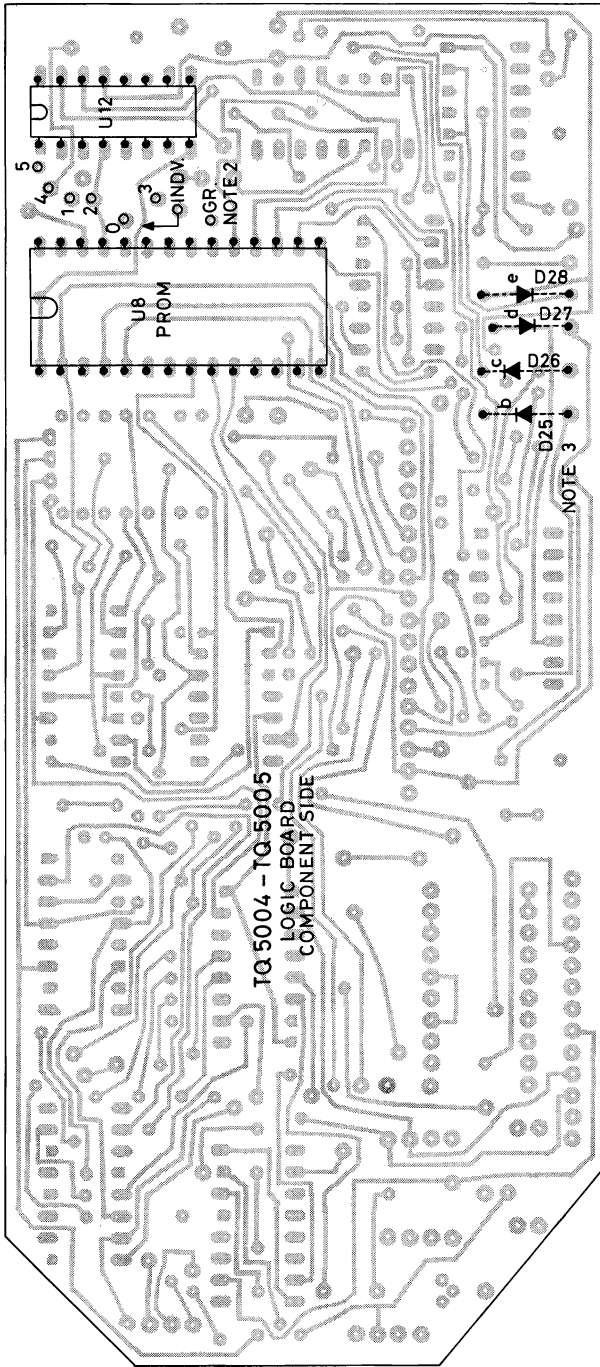 U12
5
4
1
2
0
3
INDV.
GR.
NOTE 2
U8
PROM
e
D28
d
D27
c
D26
b
D25
NOTE 3
TQ 5004 – TQ-5005
LOGIC BOARD
COMPONENT SIDE